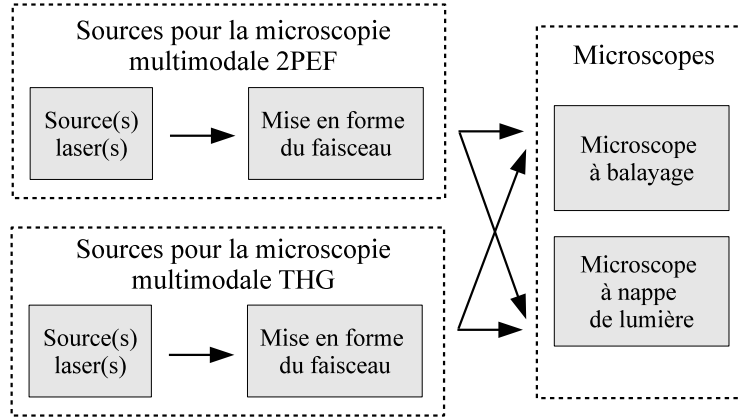 Sources pour la microscopie
multimodale 2PEF
Source(s)
laser(s)
Mise en forme
du faisceau
Sources pour la microscopie
multimodale THG
Source(s)
laser(s)
Mise en forme
du faisceau
Microscopes
Microscope
à balayage
Microscope
à nappe
de lumière